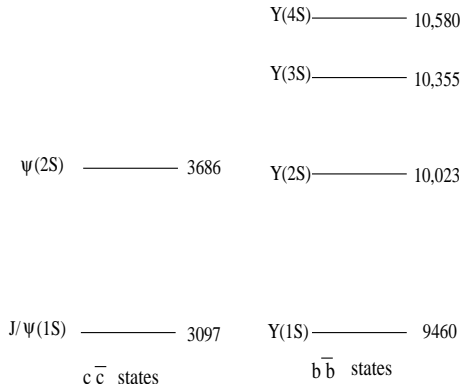 Y(4S) 10,580
Y(3S) 10,355
ψ(2S) 3686
Y(2S) 10,023
J/ψ(1S) 3097
Y(1S) 9460
c c̅ states
b b̅ states